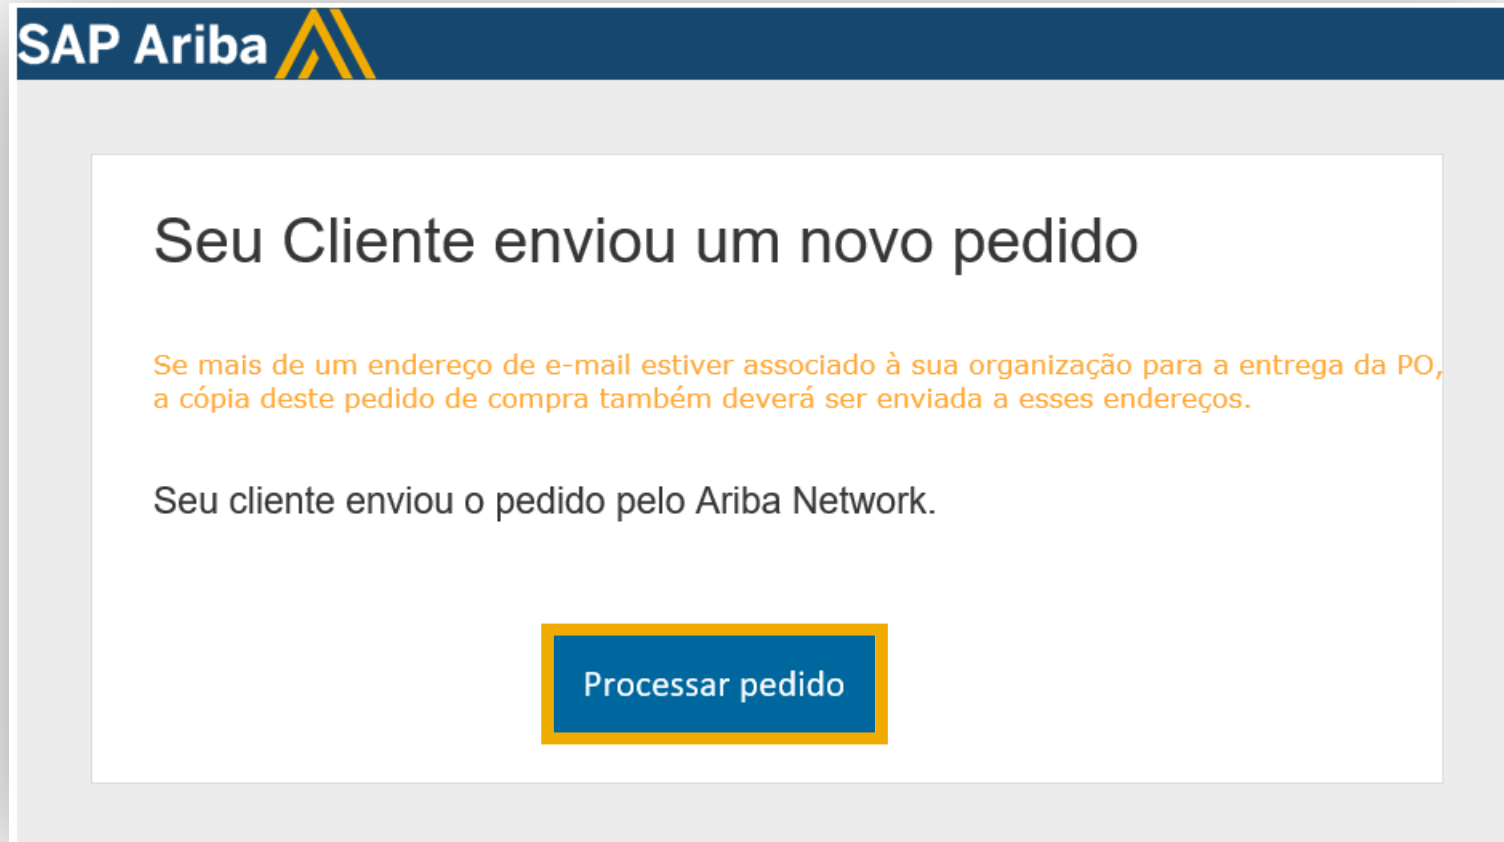 SAP Ariba
Seu Cliente enviou um novo pedido
Se mais de um endereço de e-mail estiver associado à sua organização para a entrega da PO,
a cópia deste pedido de compra também deverá ser enviada a esses endereços.
Seu cliente enviou o pedido pelo Ariba Network.
Processar pedido